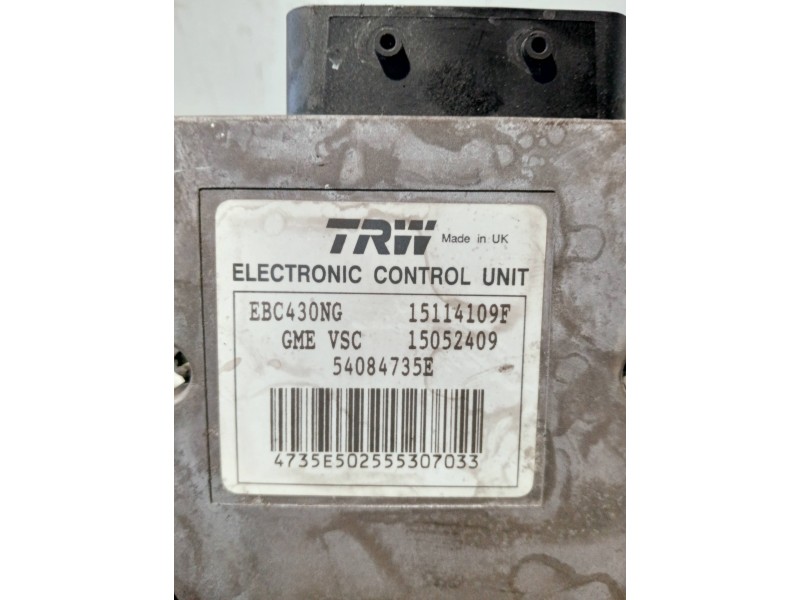 TRW Made in UK
ELECTRONIC CONTROL UNIT
EBC430NG 15114109F
GME VSC 15052409
54084735E
4735E502555307033